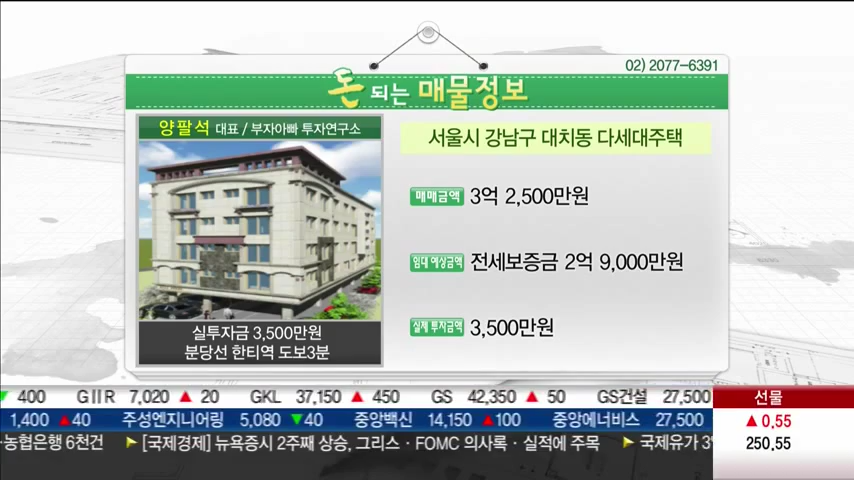 02) 2077-6391
돈 되는 매물정보
양팔석 대표 / 부자아빠 투자연구소
서울시 강남구 대치동 다세대주택
매매금액 3억 2,500만원
임대 예상금액 전세보증금 2억 9,000만원
실제 투자금액 3,500만원
실투자금 3,500만원
분당선 한티역 도보3분
▼ 400 GⅡR 7,020 ▲ 20 GKL 37,150 ▲ 450 GS 42,350 ▲ 50 GS건설 27,500
1,400 ▲40 주성엔지니어링 5,080 ▼40 중앙백신 14,150 ▲100 중앙에너비스 27,500
·농협은행 6천건 ▶ [국제경제] 뉴욕증시 2주째 상승, 그리스·FOMC 의사록·실적에 주목 ▶ 국제유가
선물
▲ 0.55
250.55